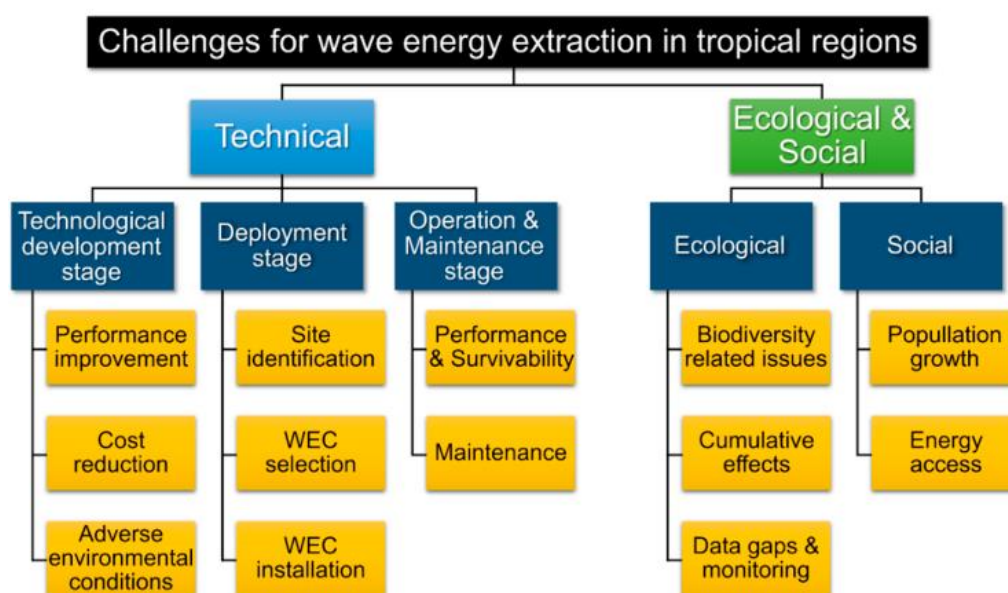 Challenges for wave energy extraction in tropical regions
Technical
Ecological &
Social
Technological
development
stage
Deployment
stage
Operation &
Maintenance
stage
Ecological
Social
Performance
improvement
Site
identification
Performance
& Survivability
Biodiversity
related issues
Popullation
growth
Cost
reduction
WEC
selection
Maintenance
Cumulative
effects
Energy
access
Adverse
environmental
conditions
WEC
installation
Data gaps &
monitoring